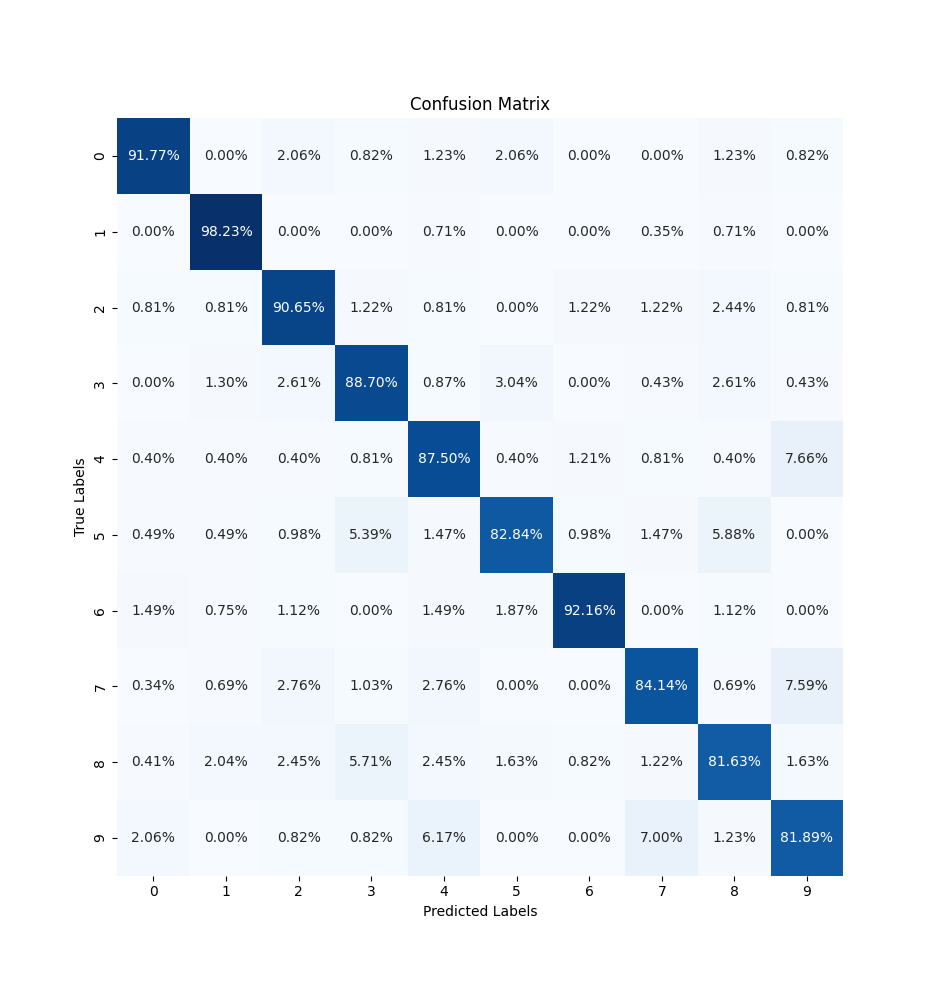 Confusion Matrix
0 91.77% 0.00% 2.06% 0.82% 1.23% 2.06% 0.00% 0.00% 1.23% 0.82%
1 0.00% 98.23% 0.00% 0.00% 0.71% 0.00% 0.00% 0.35% 0.71% 0.00%
2 0.81% 0.81% 90.65% 1.22% 0.81% 0.00% 1.22% 1.22% 2.44% 0.81%
3 0.00% 1.30% 2.61% 88.70% 0.87% 3.04% 0.00% 0.43% 2.61% 0.43%
4 0.40% 0.40% 0.40% 0.81% 87.50% 0.40% 1.21% 0.81% 0.40% 7.66%
True Labels
5 0.49% 0.49% 0.98% 5.39% 1.47% 82.84% 0.98% 1.47% 5.88% 0.00%
6 1.49% 0.75% 1.12% 0.00% 1.49% 1.87% 92.16% 0.00% 1.12% 0.00%
7 0.34% 0.69% 2.76% 1.03% 2.76% 0.00% 0.00% 84.14% 0.69% 7.59%
8 0.41% 2.04% 2.45% 5.71% 2.45% 1.63% 0.82% 1.22% 81.63% 1.63%
9 2.06% 0.00% 0.82% 0.82% 6.17% 0.00% 0.00% 7.00% 1.23% 81.89%
0 1 2 3 4 5 6 7 8 9
Predicted Labels